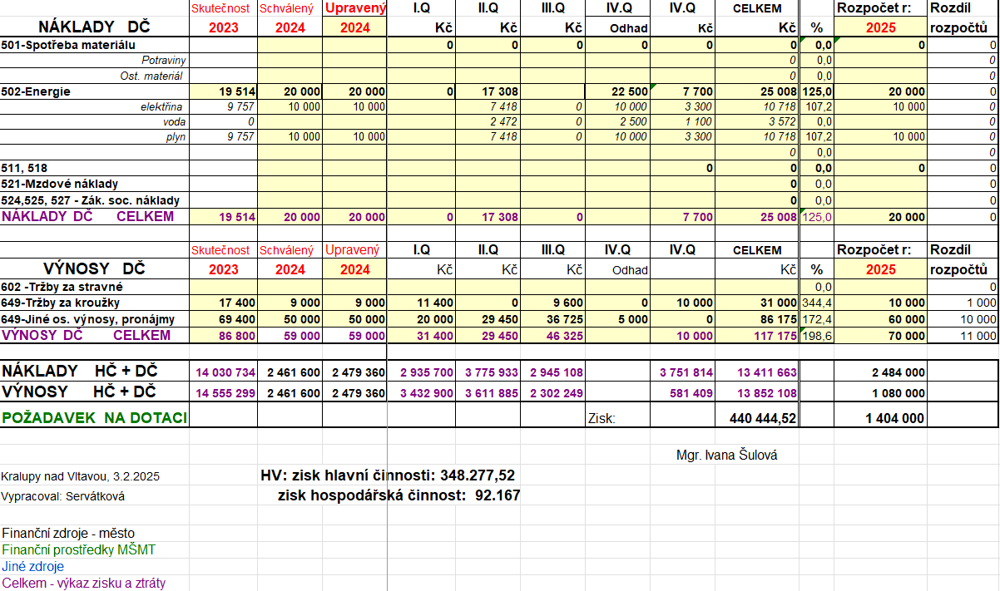 Skutečnost Schválený Upravený I.Q II.Q III.Q IV.Q IV.Q CELKEM Rozpočet r: Rozdíl
NÁKLADY DČ 2023 2024 2024 Kč Kč Kč Odhad Kč Kč % 2025 rozpočtů
501-Spotřeba materiálu 0 0 0 0 0 0 0,0 0 0
Potraviny 0 0,0 0
Ost. materiál 0 0,0 0
502-Energie 19 514 20 000 20 000 0 17 308 22 500 7 700 25 008 125,0 20 000 0
elektřina 9 757 10 000 10 000 7 418 0 10 000 3 300 10 718 107,2 10 000 0
voda 0 2 472 0 2 500 1 100 3 572 0,0 0
plyn 9 757 10 000 10 000 7 418 0 10 000 3 300 10 718 107,2 10 000 0
0 0,0 0
511, 518 0 0 0,0 0 0
521-Mzdové náklady 0 0,0 0
524,525, 527 - Zák. soc. náklady 0 0,0 0
NÁKLADY DČ CELKEM 19 514 20 000 20 000 0 17 308 0 7 700 25 008 125,0 20 000 0
Skutečnost Schválený Upravený I.Q II.Q III.Q IV.Q IV.Q CELKEM Rozpočet r: Rozdíl
VÝNOSY DČ 2023 2024 2024 Kč Kč Kč Odhad Kč % 2025 rozpočtů
602 -Tržby za stravné 0,0 0
649-Tržby za kroužky 17 400 9 000 9 000 11 400 0 9 600 0 10 000 31 000 344,4 10 000 1 000
649-Jiné os. výnosy, pronájmy 69 400 50 000 50 000 20 000 29 450 36 725 5 000 0 86 175 172,4 60 000 10 000
VÝNOSY DČ CELKEM 86 800 59 000 59 000 31 400 29 450 46 325 10 000 117 175 198,6 70 000 11 000
NÁKLADY HČ + DČ 14 030 734 2 461 600 2 479 360 2 935 700 3 775 933 2 945 108 3 751 814 13 411 663 2 484 000
VÝNOSY HČ + DČ 14 555 299 2 461 600 2 479 360 3 432 900 3 611 885 2 302 249 581 409 13 852 108 1 080 000
POŽADAVEK NA DOTACI Zisk: 440 444,52 1 404 000
Mgr. Ivana Šulová
Kralupy nad Vltavou, 3.2.2025 HV: zisk hlavní činnosti: 348.277,52
Vypracoval: Servátková zisk hospodářská činnost: 92.167
Finanční zdroje - město
Finanční prostředky MŠMT
Jiné zdroje
Celkem - výkaz zisku a ztráty